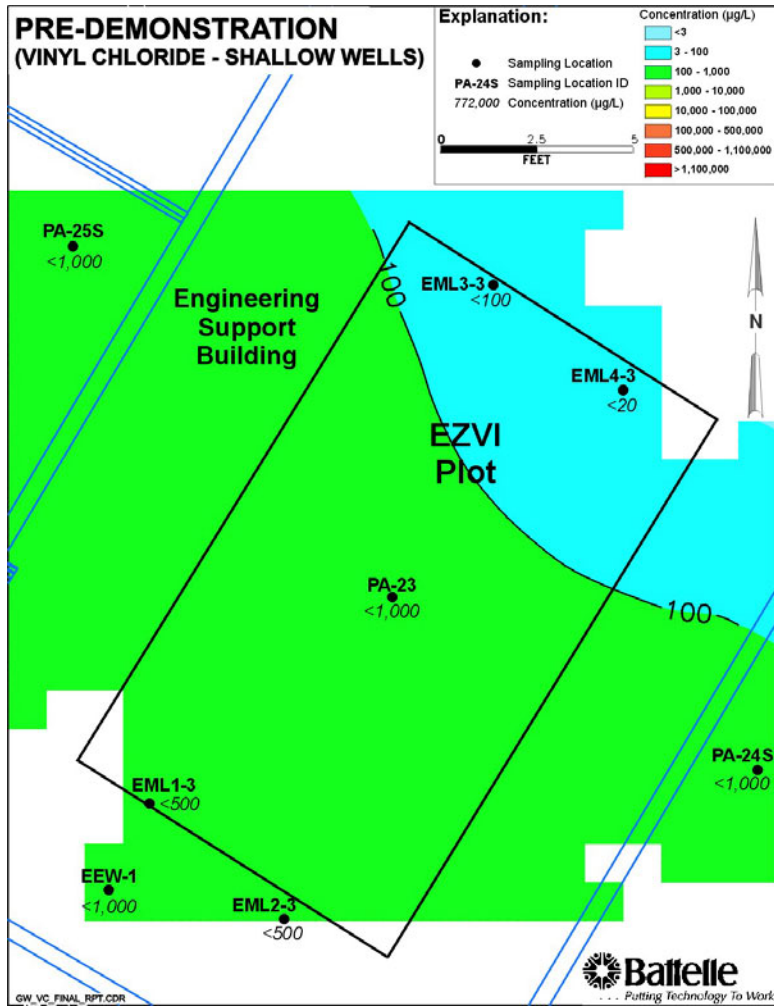 PRE-DEMONSTRATION
(VINYL CHLORIDE - SHALLOW WELLS)
Explanation:
Sampling Location
PA-24S Sampling Location ID
772,000 Concentration (µg/L)
0 2.5 5
FEET
Concentration (µg/L)
<3
3 - 100
100 - 1,000
1,000 - 10,000
10,000 - 100,000
100,000 - 500,000
500,000 - 1,100,000
>1,100,000
PA-25S
<1,000
Engineering
Support
Building
100
EML3-3
<100
N
EML4-3
<20
EZVI
Plot
PA-23
<1,000
100
PA-24S
<1,000
EML1-3
<500
EEW-1
<1,000
EML2-3
<500
Battelle
. . . Putting Technology To Work
GW_VC_FINAL_RPT.CDR